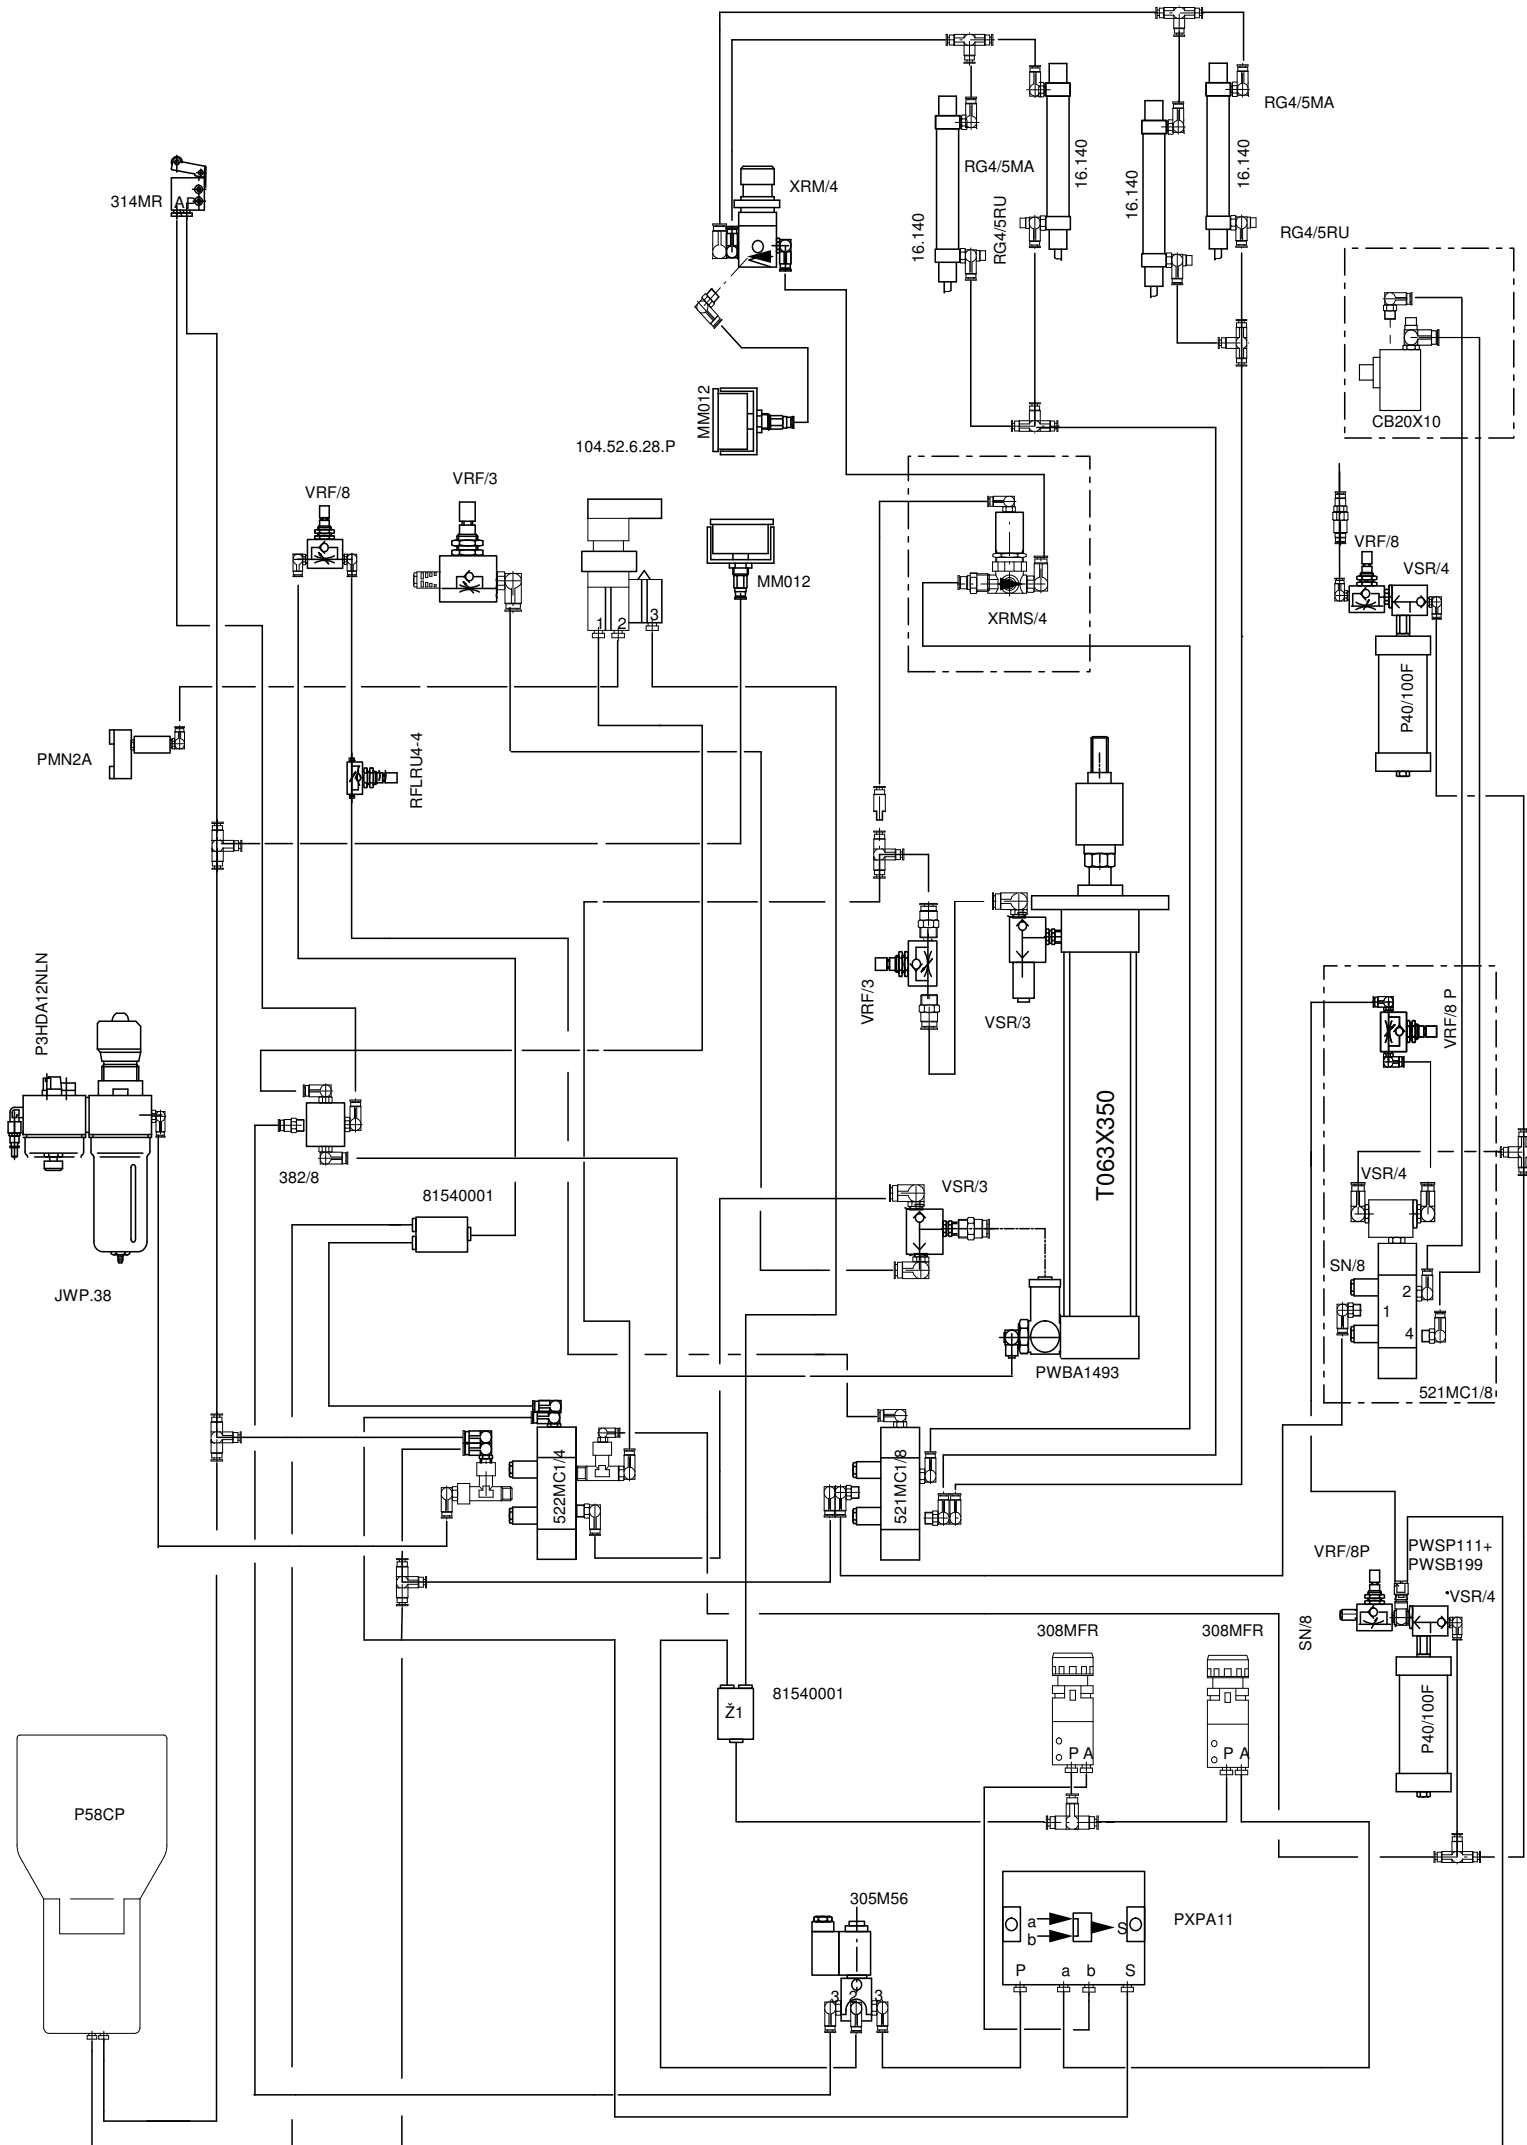 RG4/5MA
314MR
AP
XRM/4
RG4/5MA
16.140
16.140
16.140
16.140
RG4/5RU
RG4/5RU
MM012
CB20X10
104.52.6.28.P
VRF/3
VRF/8
MM012
VRF/8
VSR/4
1 2 3
XRMS/4
P40/100F
PMN2A
RFLRU4-4
P3HDA12NLN
VRF/3
VSR/3
VRF/8 P
T063X350
382/8
VSR/4
81540001
VSR/3
SN/8
2
1
4
JWP.38
PWBA1493
521MC1/8
522MC1/4
521MC1/8
VRF/8P
PWSP111+
PWSB199
VSR/4
SN/8
308MFR
308MFR
81540001
Ž1
P A
P A
P40/100F
P58CP
305M56
a
b
S
PXPA11
P a b S
3 2 3